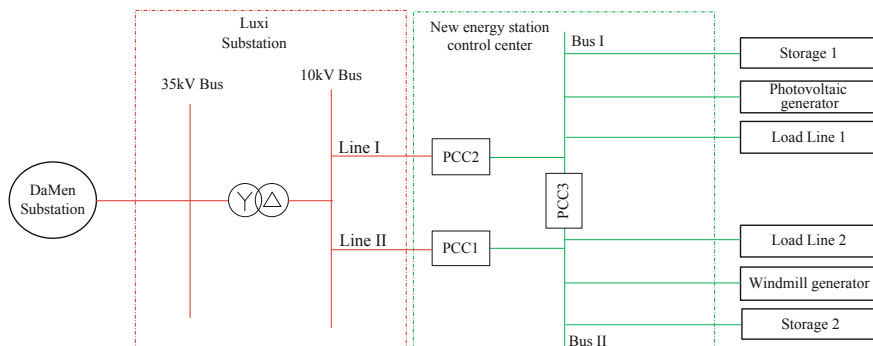 Luxi
Substation
New energy station
control center
Bus I
Storage 1
35kV Bus
10kV Bus
Photovoltaic
generator
Line I
Load Line 1
PCC2
DaMen
Substation
PCC3
Line II
PCC1
Load Line 2
Windmill generator
Storage 2
Bus II